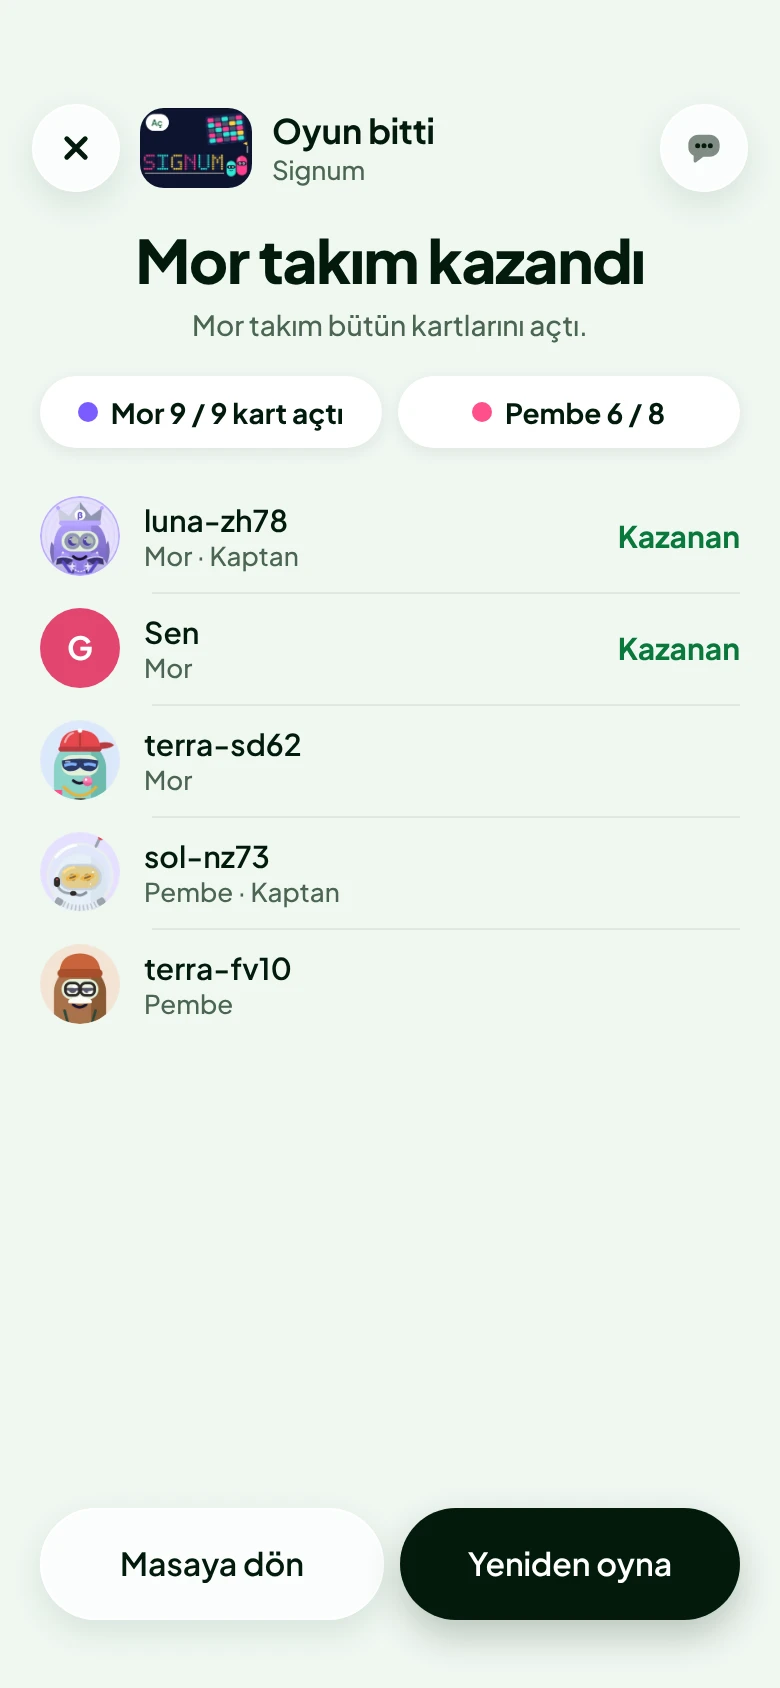 Aç
SIGNUM
Oyun bitti
Signum
Mor takım kazandı
Mor takım bütün kartlarını açtı.
Mor 9 / 9 kart açtı
Pembe 6 / 8
β
luna-zh78
Mor · Kaptan
Kazanan
G
Sen
Mor
Kazanan
terra-sd62
Mor
sol-nz73
Pembe · Kaptan
terra-fv10
Pembe
Masaya dön
Yeniden oyna